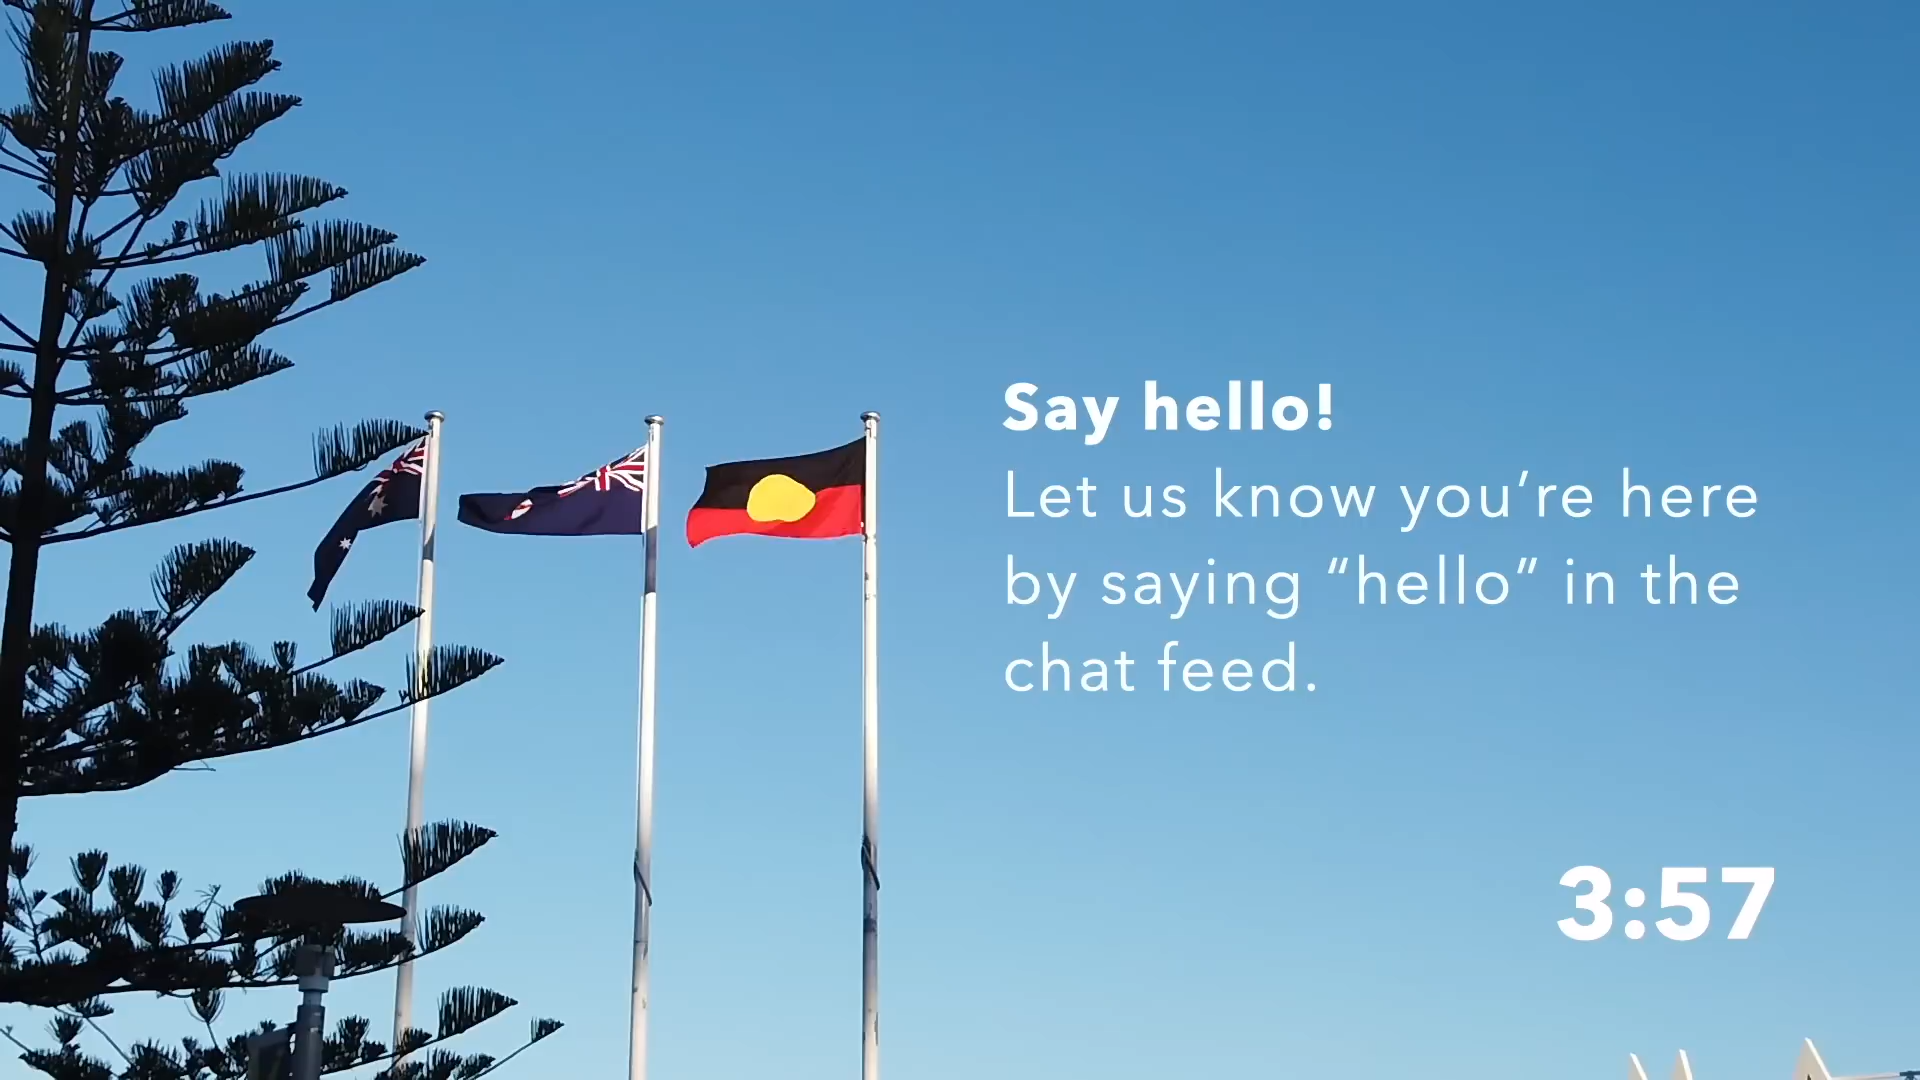 Say hello!
Let us know you’re here
by saying “hello” in the
chat feed.
3:57